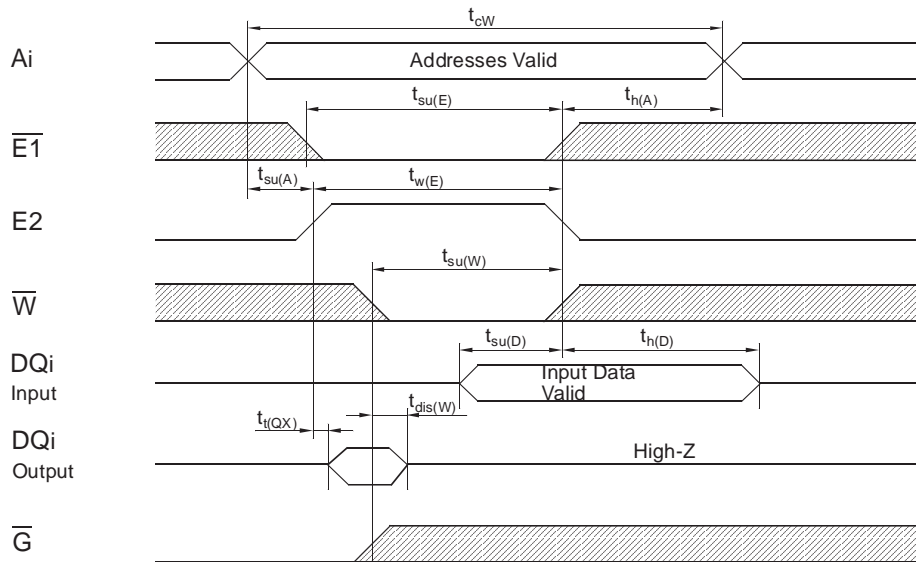 tcW
Ai
Addresses Valid
tsu(E)
th(A)
E1
tsu(A)
tw(E)
E2
tsu(W)
W
tsu(D)
th(D)
DQi
Input
Input Data
Valid
tdis(W)
tt(QX)
DQi
Output
High-Z
G